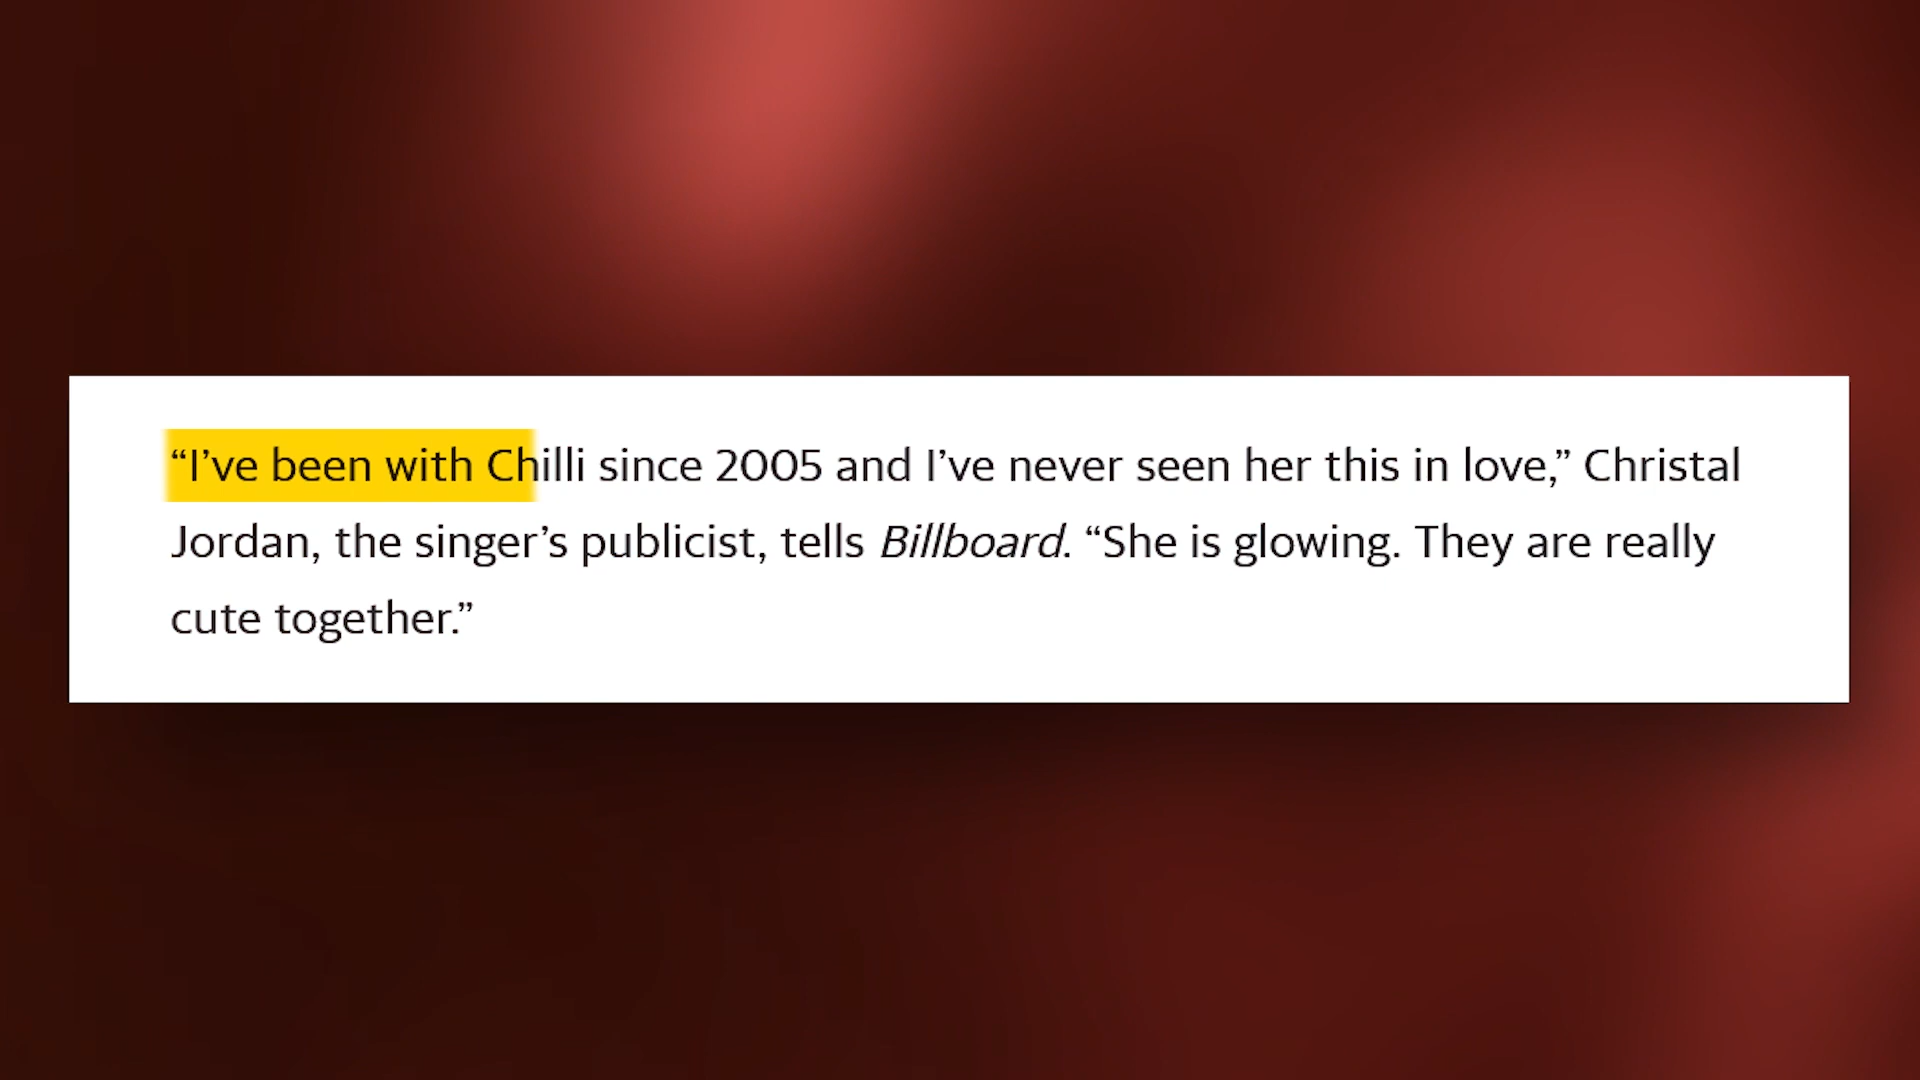 “I’ve been with Chilli since 2005 and I’ve never seen her this in love,” Christal
Jordan, the singer’s publicist, tells Billboard. “She is glowing. They are really
cute together.”